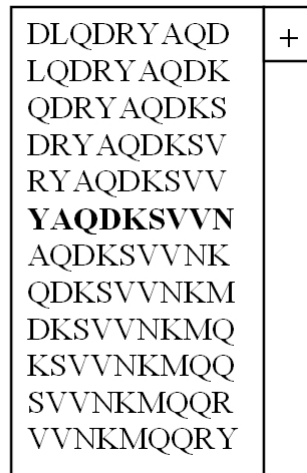 DLQDRYAQD +
LQDRYAQDK
QDRYAQDKS
DRYAQDKSV
RYAQDKSVV
YAQDKSVVN
AQDKSVVNK
QDKSVVNKM
DKSVVNKMQ
KSVVNKMQQ
SVVNKMQQR
VVNKMQQRY